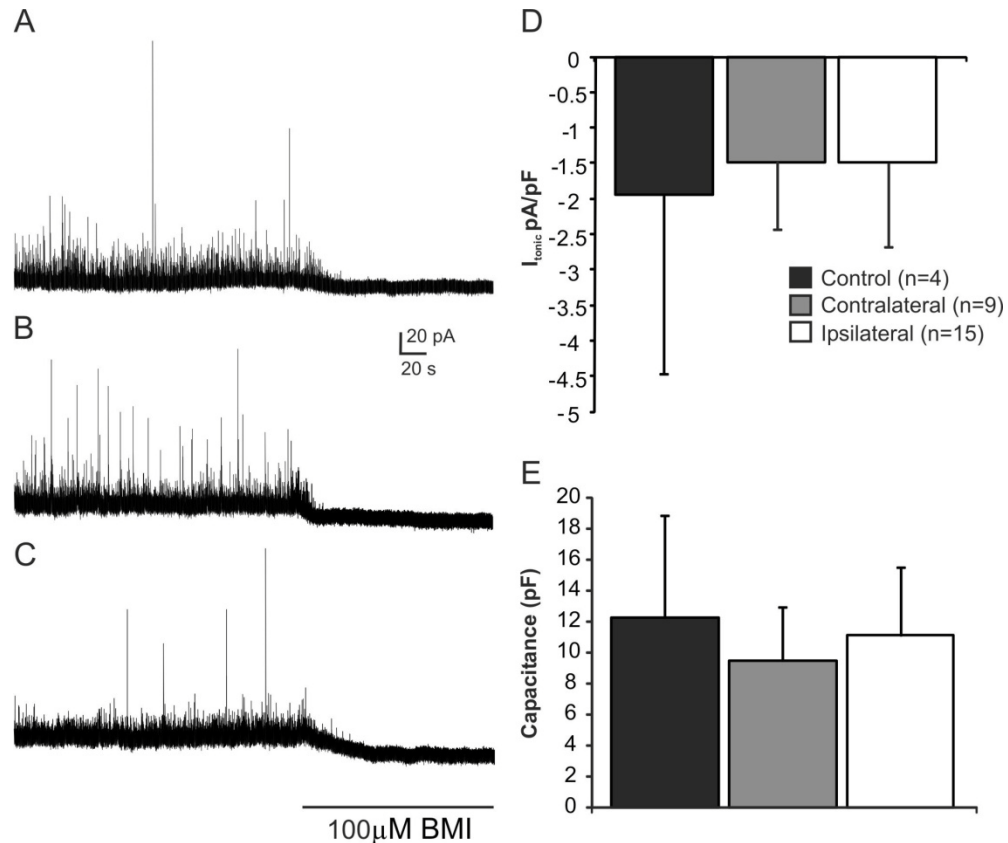 A
B
20 pA
20 s
C
100μM BMI
D
0
-0.5
-1
-1.5
-2
-2.5
-3
-3.5
-4
-4.5
-5
I tonic pA/pF
Control (n=4)
Contralateral (n=9)
Ipsilateral (n=15)
E
20
18
16
14
12
10
8
6
4
2
0
Capacitance (pF)